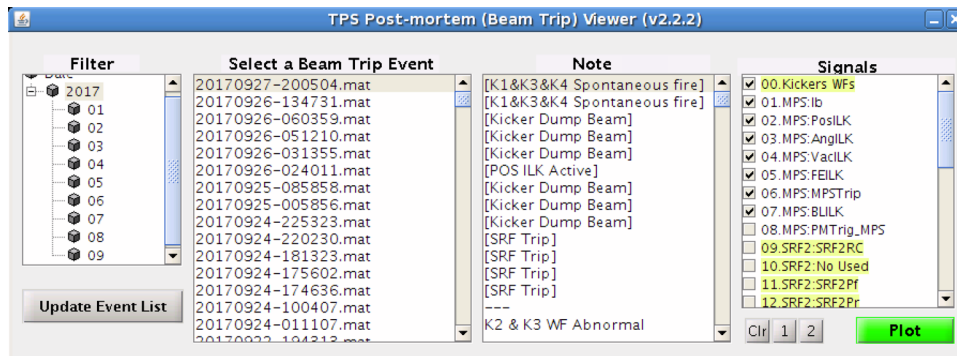 TPS Post-mortem (Beam Trip) Viewer (v2.2.2)
Filter
Date
2017
01
02
03
04
05
06
07
08
09
Update Event List
Select a Beam Trip Event
20170927-200504.mat
20170926-134731.mat
20170926-060359.mat
20170926-051210.mat
20170926-031355.mat
20170926-024011.mat
20170925-085858.mat
20170925-005856.mat
20170924-225323.mat
20170924-220230.mat
20170924-181323.mat
20170924-175602.mat
20170924-174636.mat
20170924-100407.mat
20170924-011107.mat
20170922-194313.mat
Note
[K1&K3&K4 Spontaneous fire]
[K1&K3&K4 Spontaneous fire]
[Kicker Dump Beam]
[Kicker Dump Beam]
[Kicker Dump Beam]
[POS ILK Active]
[Kicker Dump Beam]
[Kicker Dump Beam]
[Kicker Dump Beam]
[SRF Trip]
[SRF Trip]
[SRF Trip]
[SRF Trip]
---
K2 & K3 WF Abnormal
Signals
00.Kickers WFs
01.MPS:Ib
02.MPS:PosILK
03.MPS:AngILK
04.MPS:VacILK
05.MPS:FEILK
06.MPS:MPSTrip
07.MPS:BLILK
08.MPS:PMTrig_MPS
09.SRF2:SRF2RC
10.SRF2:No Used
11.SRF2:SRF2Pf
12.SRF2:SRF2Pr
Clr 1 2 Plot